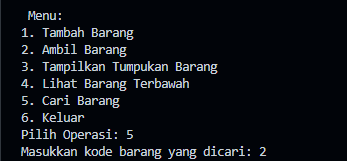 Menu:
1. Tambah Barang
2. Ambil Barang
3. Tampilkan Tumpukan Barang
4. Lihat Barang Terbawah
5. Cari Barang
6. Keluar
Pilih Operasi: 5
Masukkan kode barang yang dicari: 2